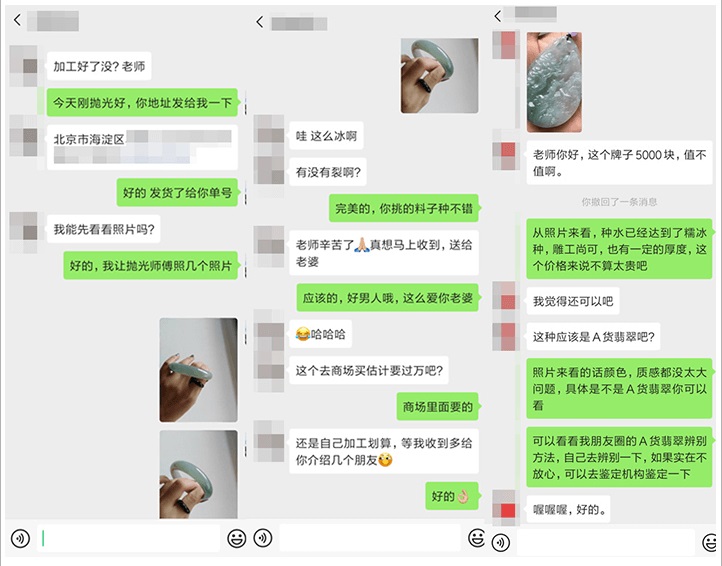 加工好了没? 老师
今天刚抛光好，你地址发给我一下
北京市海淀区
好的 发货了给你单号
我能先看看照片吗?
好的，我让抛光师傅照几个照片
哇 这么冰啊
有没有裂啊?
完美的，你挑的料子种不错
老师辛苦了🙏🏻真想马上收到，送给
老婆
应该的，好男人哦，这么爱你老婆
😂哈哈哈
这个去商场买估计要过万吧?
商场里面要的
还是自己加工划算，等我收到多给
你介绍几个朋友
好的👌🏻
老师你好，这个牌子5000块，值不
值啊。
你撤回了一条消息
从照片来看，种水已经达到了糯冰
种，雕工尚可，也有一定的厚度，这
个价格来说不算太贵吧
我觉得还可以吧
这种应该是A货翡翠吧?
照片来看的话颜色，质感都没太大
问题，具体是不是A货翡翠你可以
看
可以看看我朋友圈的A货翡翠辨别
方法，自己去辨别一下，如果实在不
放心，可以去鉴定机构鉴定一下
喔喔喔，好的。